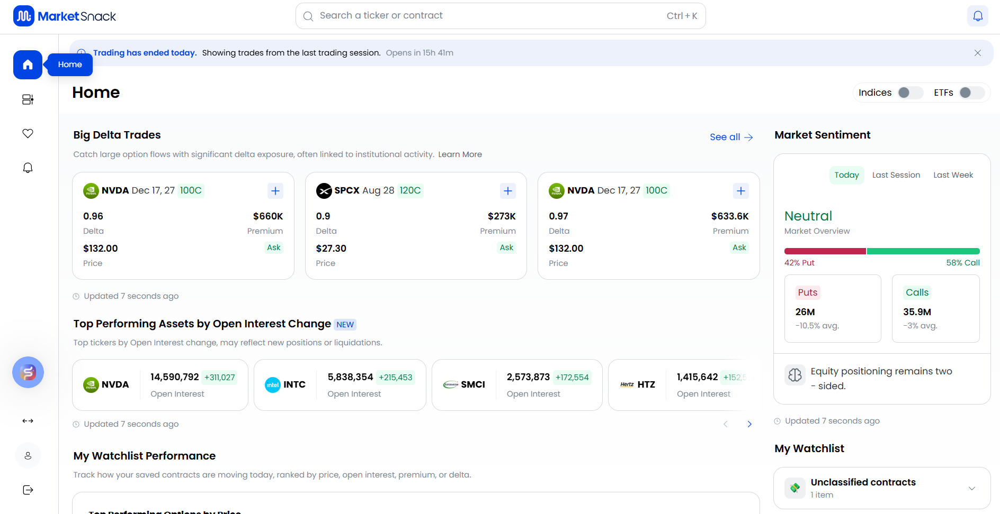 MarketSnack
Search a ticker or contract
Ctrl + K
Trading has ended today. Showing trades from the last trading session. Opens in 15h 41m
Home
Home
Indices
ETFs
Big Delta Trades
See all
Catch large option flows with significant delta exposure, often linked to institutional activity. Learn More
NVDA Dec 17, 27 100C
0.96
$660K
Delta
Premium
$132.00
Ask
Price
SPCX Aug 28 120C
0.9
$273K
Delta
Premium
$27.30
Ask
Price
NVDA Dec 17, 27 100C
0.97
$633.6K
Delta
Premium
$132.00
Ask
Price
Updated 7 seconds ago
Top Performing Assets by Open Interest Change NEW
Top tickers by Open Interest change, may reflect new positions or liquidations.
NVDA
14,590,792 +311,027
Open Interest
intel
INTC
5,838,354 +215,453
Open Interest
SMCI
2,573,873 +172,554
Open Interest
Hertz
HTZ
1,415,642 +152,5
Open Interest
Updated 7 seconds ago
My Watchlist Performance
Track how your saved contracts are moving today, ranked by price, open interest, premium, or delta.
Top Performing Options by Price
Market Sentiment
Today
Last Session
Last Week
Neutral
Market Overview
42% Put
58% Call
Puts
26M
-10.5% avg.
Calls
35.9M
-3% avg.
Equity positioning remains two
- sided.
Updated 7 seconds ago
My Watchlist
Unclassified contracts
1 item